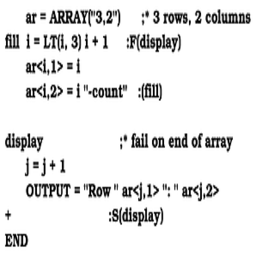 ar = ARRAY("3,2") ;* 3 rows, 2 columns
fill i = LT(i, 3) i + 1 :F(display)
ar<i,1> = i
ar<i,2> = i "-count" :(fill)
display ;* fail on end of array
j = j + 1
OUTPUT = "Row " ar<j,1> ": " ar<j,2>
+ :S(display)
END